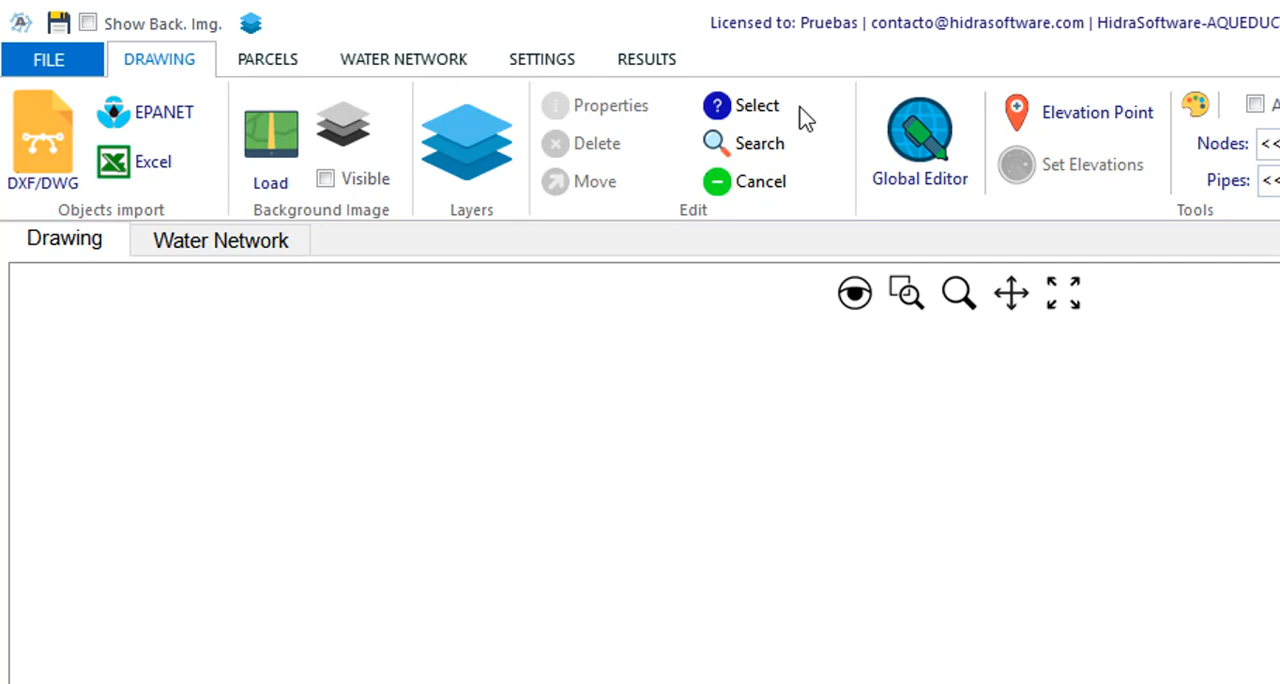 Show Back. Img.
Licensed to: Pruebas | contacto@hidrasoftware.com | HidraSoftware-AQUEDUC
FILE DRAWING PARCELS WATER NETWORK SETTINGS RESULTS
DXF/DWG
EPANET
Excel
Objects import
Load
Visible
Background Image
Layers
Properties
Delete
Move
Select
Search
Cancel
Edit
Global Editor
Elevation Point
Set Elevations
A
Nodes: <<
Pipes: <<
Tools
Drawing Water Network